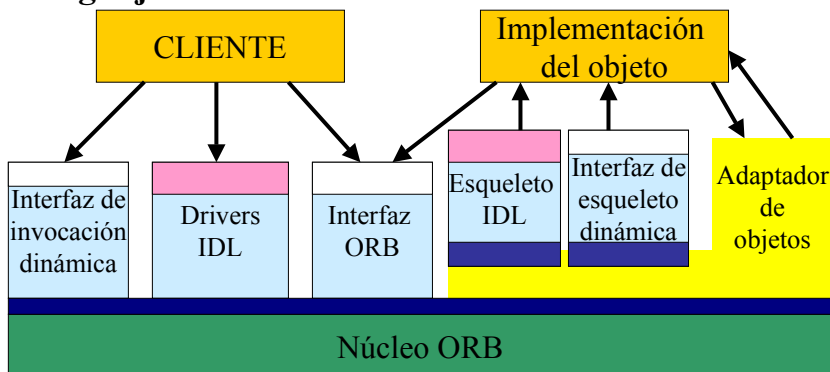 CLIENTE
Implementación
del objeto
Interfaz de
invocación
dinámica
Drivers
IDL
Interfaz
ORB
Esqueleto
IDL
Interfaz de
esqueleto
dinámica
Adaptador
de
objetos
Núcleo ORB